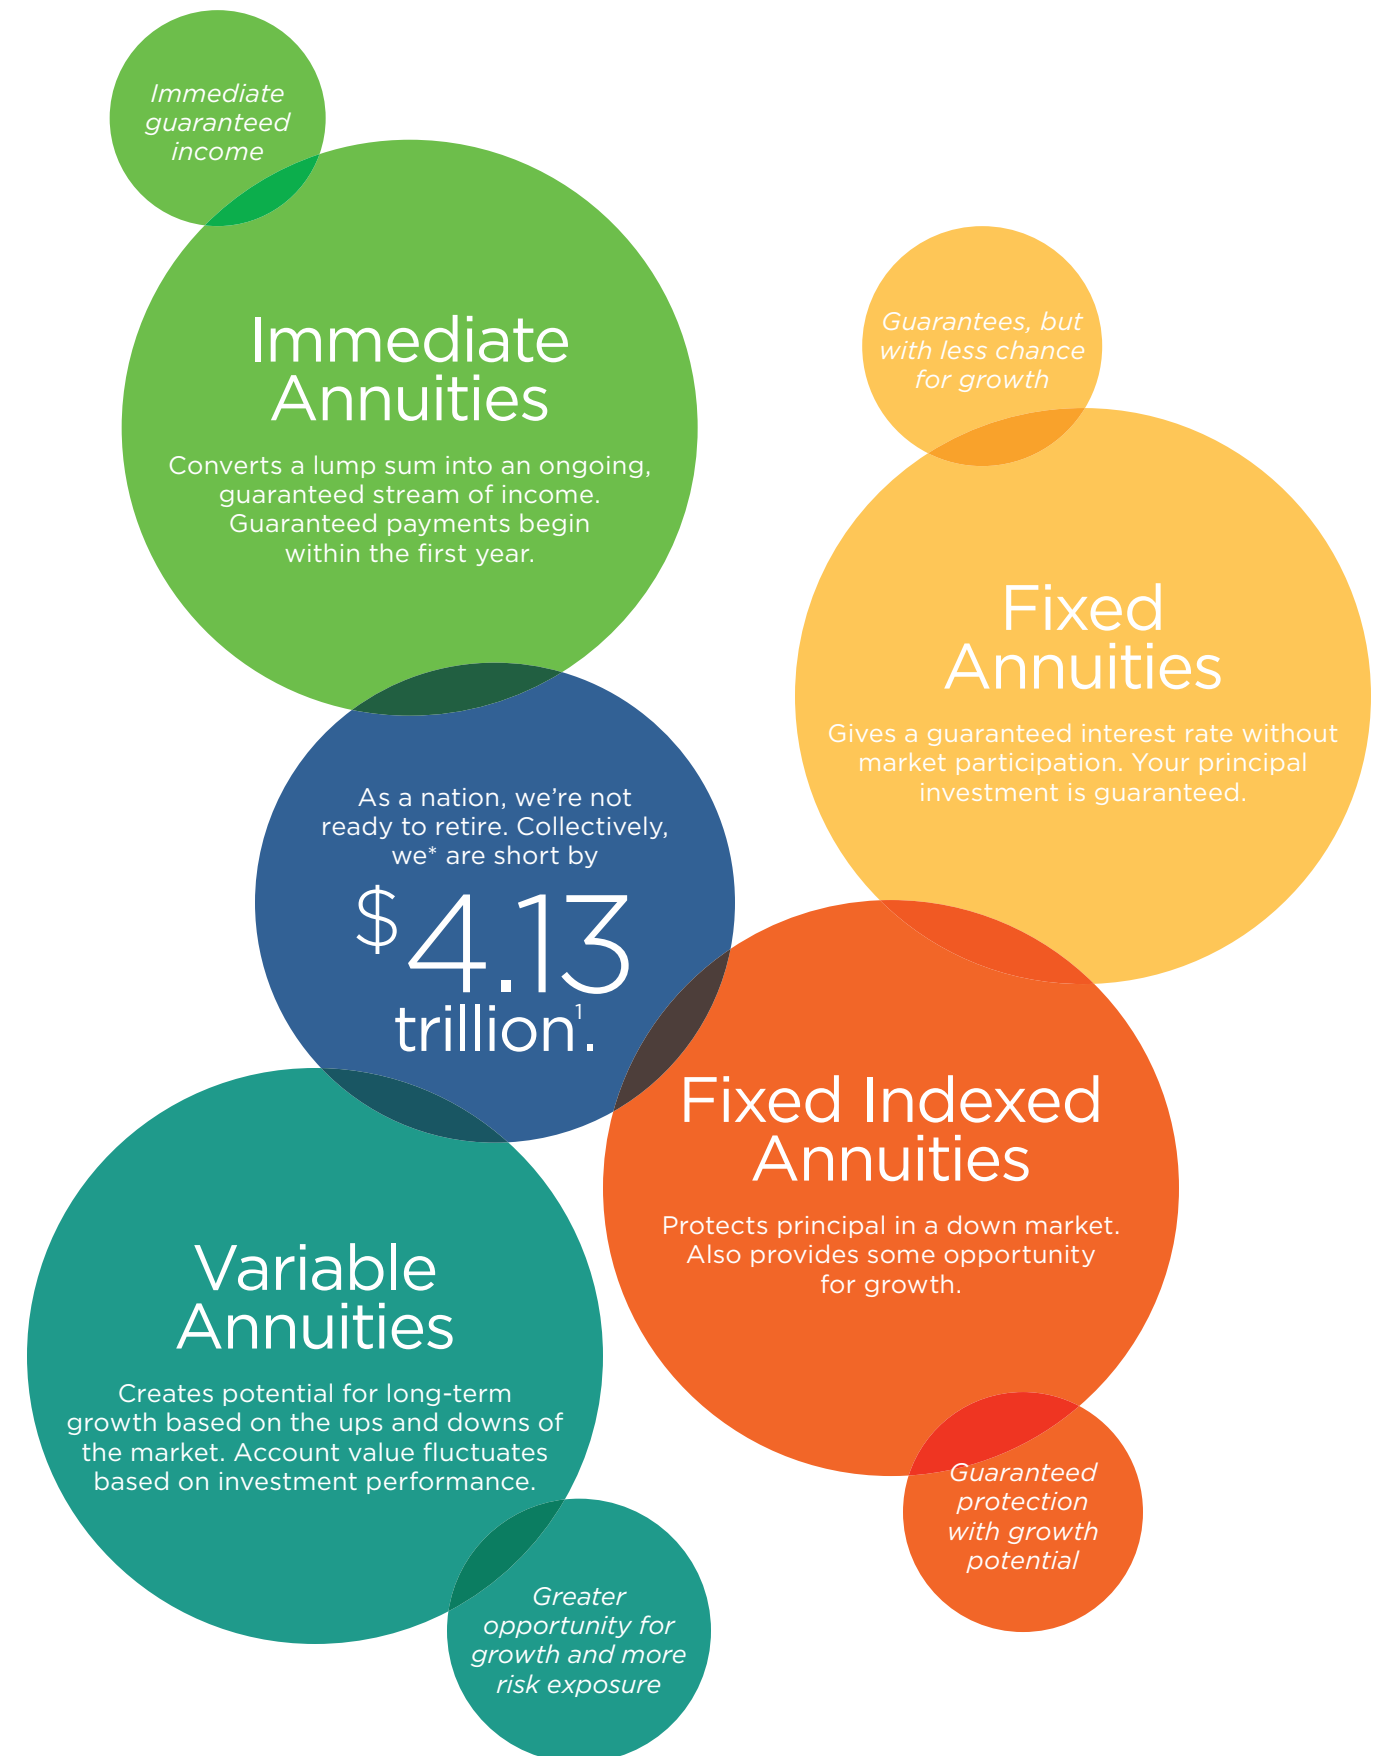 Immediate
guaranteed
income
Immediate
Annuities
Converts a lump sum into an ongoing,
guaranteed stream of income.
Guaranteed payments begin
within the first year.
Guarantees, but
with less chance
for growth
Fixed
Annuities
Gives a guaranteed interest rate without
market participation. Your principal
investment is guaranteed.
As a nation, we’re not
ready to retire. Collectively,
we* are short by
$4.13
trillion¹.
Fixed Indexed
Annuities
Protects principal in a down market.
Also provides some opportunity
for growth.
Guaranteed
protection
with growth
potential
Variable
Annuities
Creates potential for long-term
growth based on the ups and downs of
the market. Account value fluctuates
based on investment performance.
Greater
opportunity for
growth and more
risk exposure